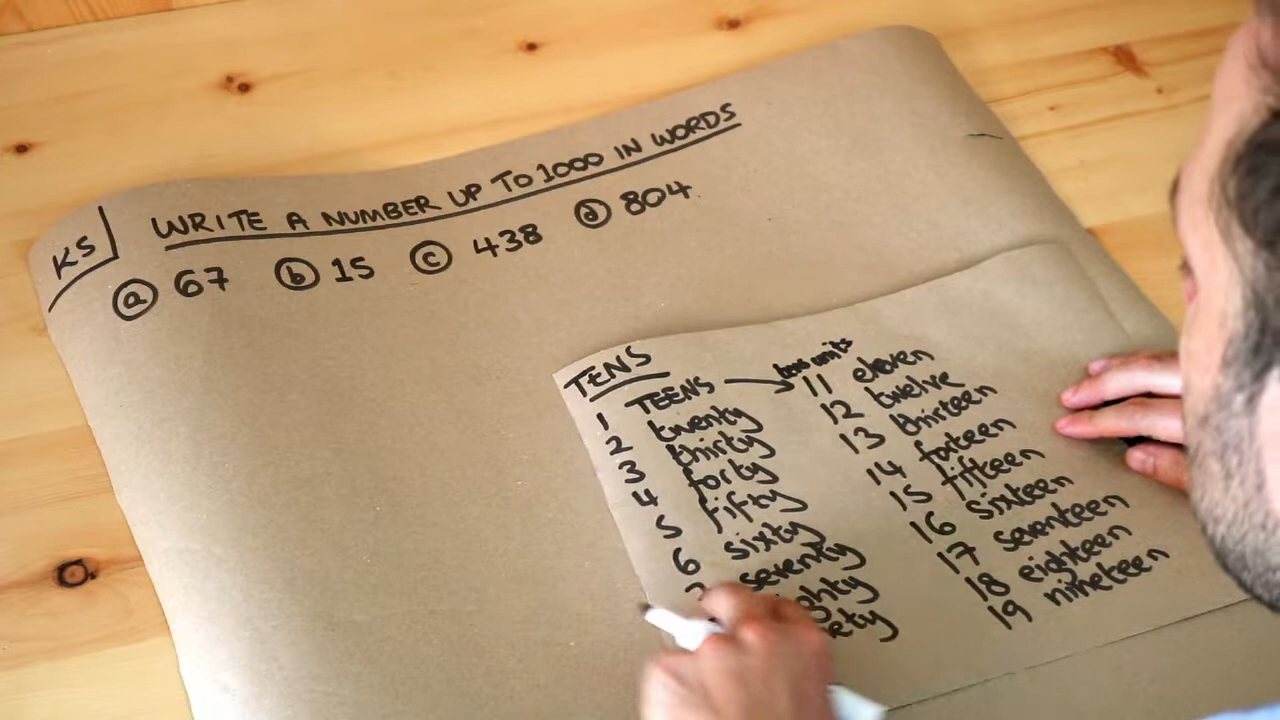 KS
WRITE A NUMBER UP TO 1000 IN WORDS
a 67 b 15 c 438 d 804
TENS
1 TEENS
2 twenty
3 thirty
4 forty
5 fifty
6 sixty
seventy
units
11 eleven
12 twelve
13 thirteen
14 forteen
15 fifteen
16 sixteen
17 seventeen
18 eighteen
19 nineteen